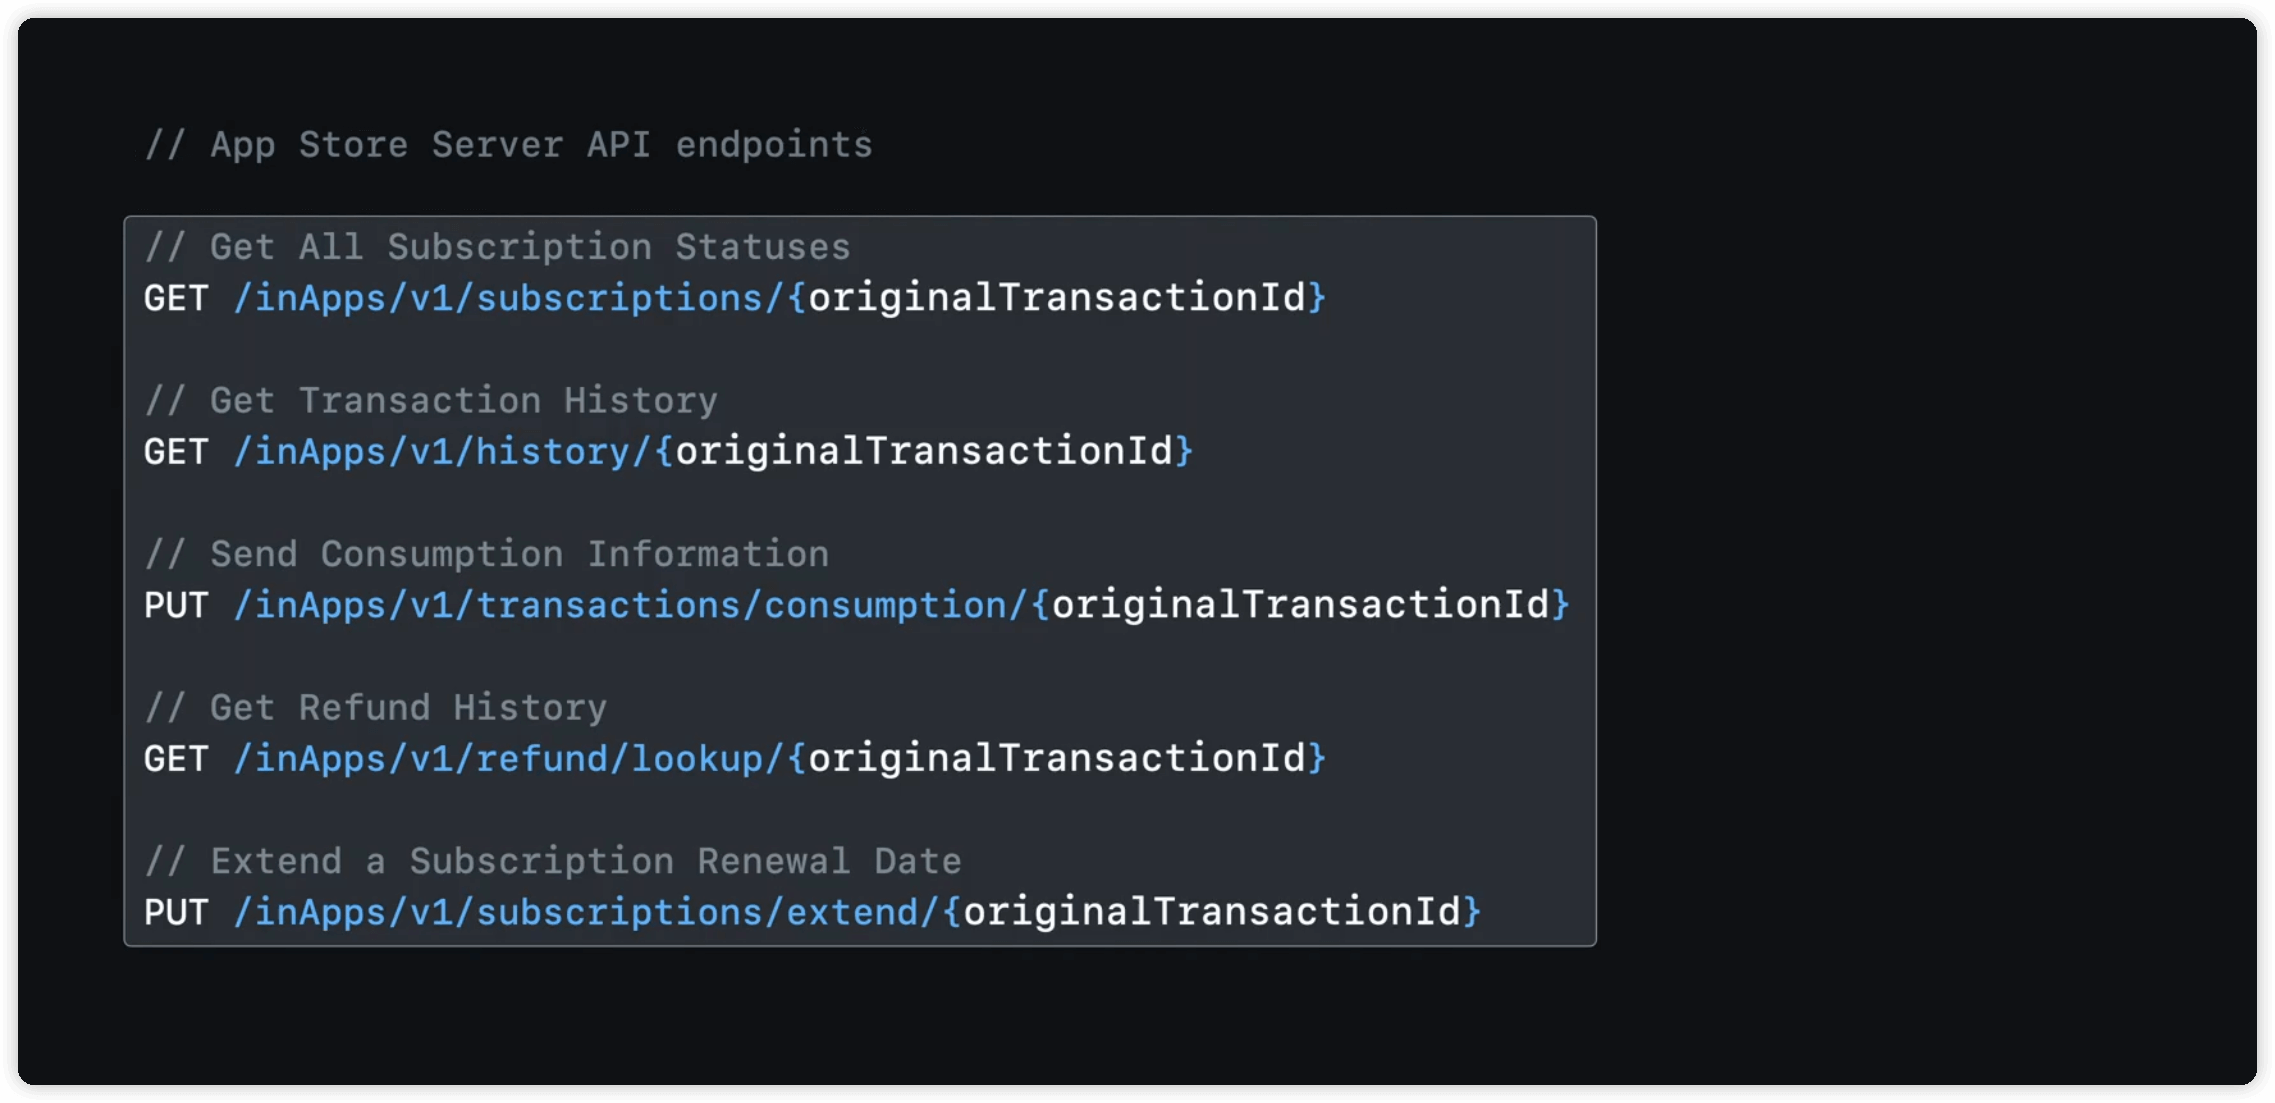 // App Store Server API endpoints
// Get All Subscription Statuses
GET /inApps/v1/subscriptions/{originalTransactionId}
// Get Transaction History
GET /inApps/v1/history/{originalTransactionId}
// Send Consumption Information
PUT /inApps/v1/transactions/consumption/{originalTransactionId}
// Get Refund History
GET /inApps/v1/refund/lookup/{originalTransactionId}
// Extend a Subscription Renewal Date
PUT /inApps/v1/subscriptions/extend/{originalTransactionId}